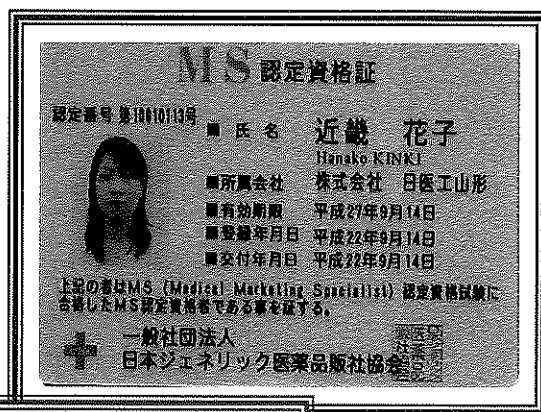 MS 認定資格証
認定番号 第10010113号
■ 氏 名 近畿 花子
Hanako KINKI
■所属会社 株式会社 日医工山形
■有効期限 平成27年9月14日
■登録年月日 平成22年9月14日
■交付年月日 平成22年9月14日
上記の者はMS (Medical Marketing Specialist) 認定資格試験に
合格したMS認定資格者である事を証する。
一般社団法人
日本ジェネリック医薬品販社協会